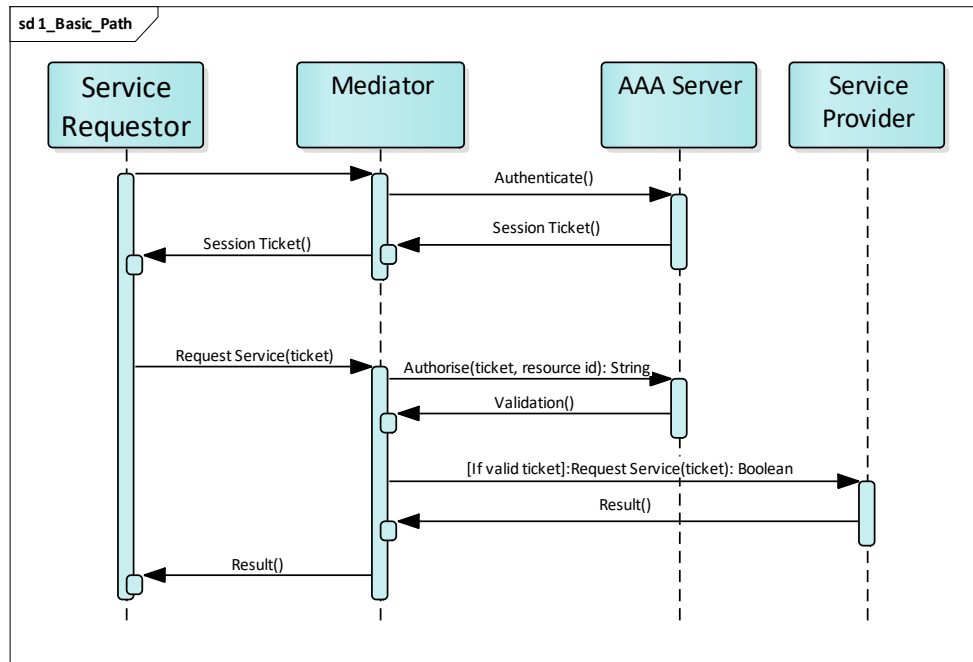 sd 1_Basic_Path
Service
Requestor
Mediator
AAA Server
Service
Provider
Authenticate()
Session Ticket()
Session Ticket()
Request Service(ticket)
Authorise(ticket, resource id): String
Validation()
[If valid ticket]:Request Service(ticket): Boolean
Result()
Result()